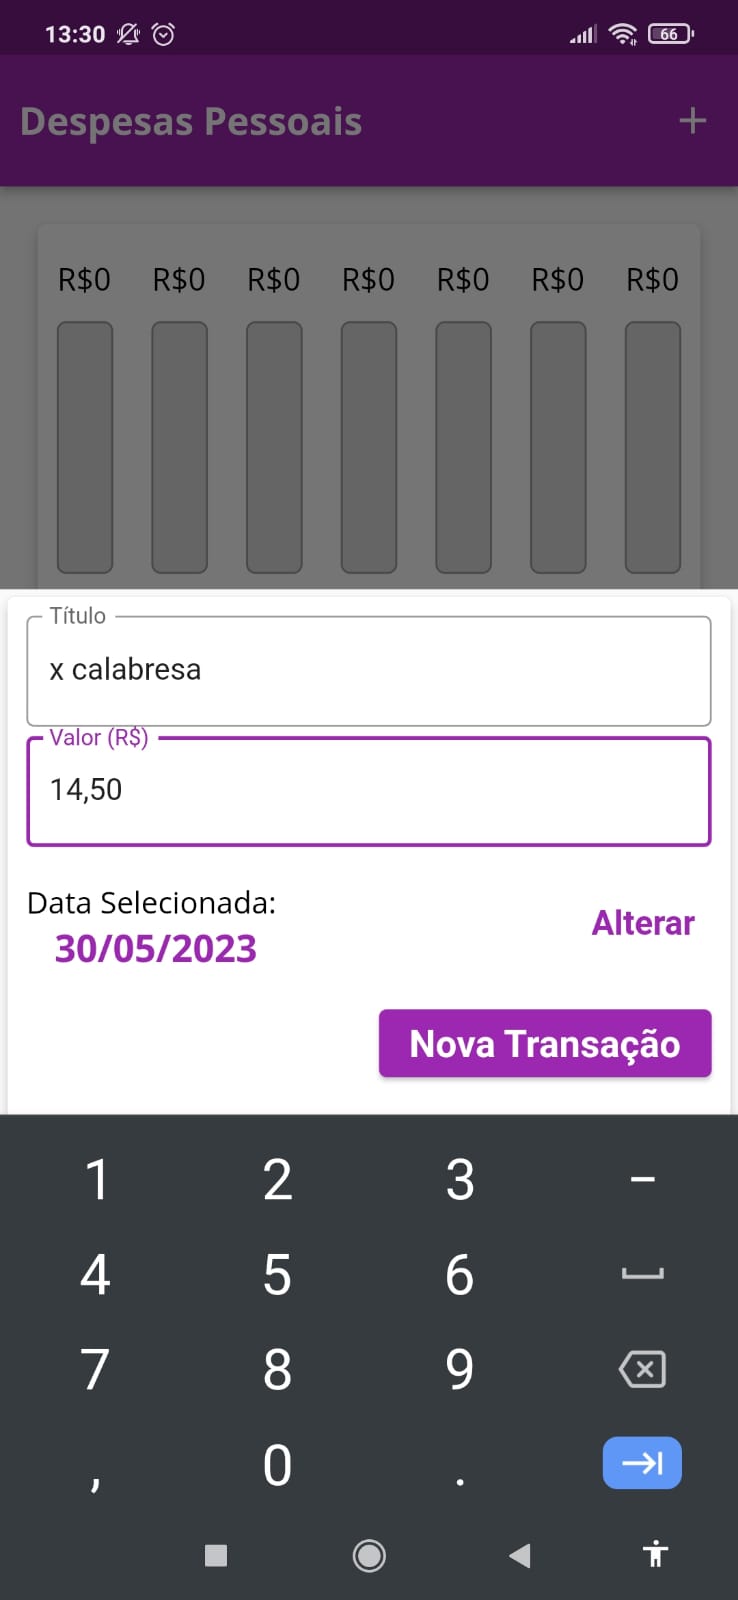 13:30 66
Despesas Pessoais +
R$0 R$0 R$0 R$0 R$0 R$0 R$0
Título
x calabresa
Valor (R$)
14,50
Data Selecionada:
30/05/2023
Alterar
Nova Transação
1 2 3 −
4 5 6
7 8 9
, 0 .